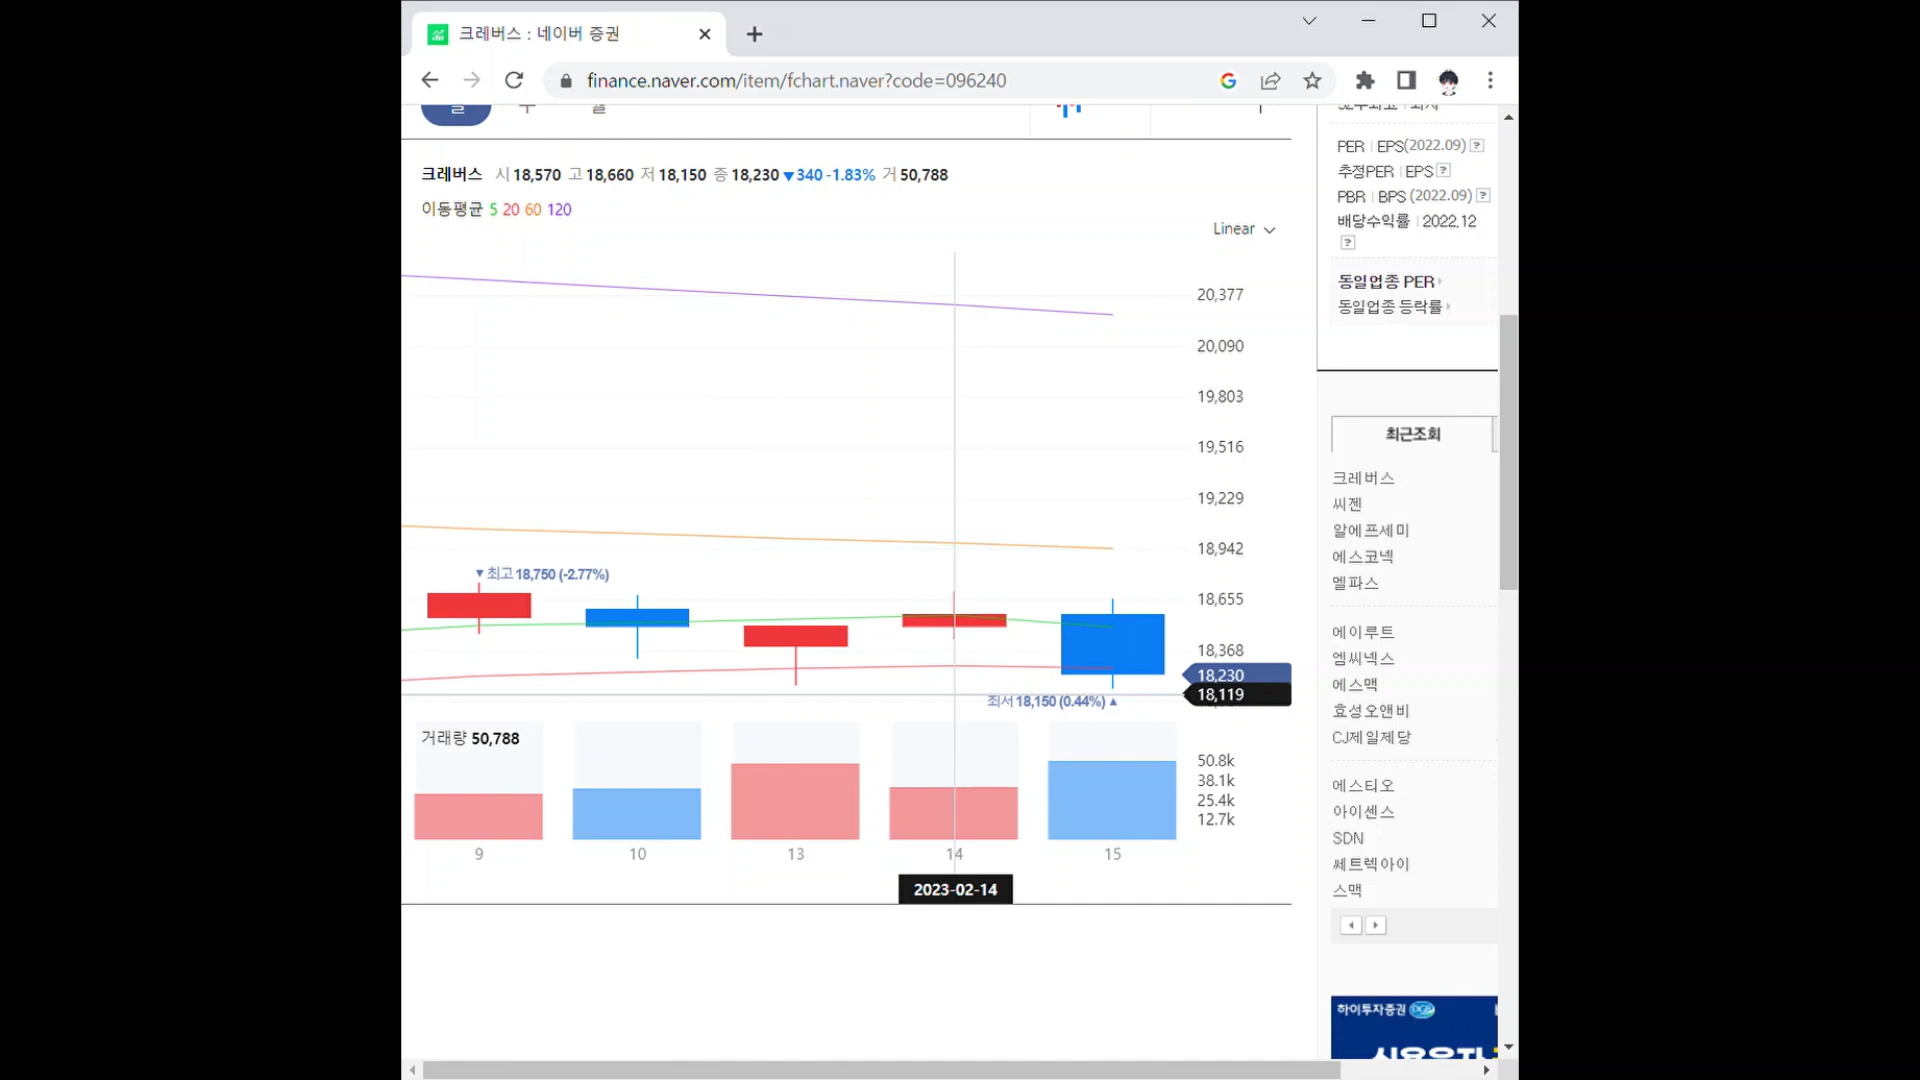 크레버스 : 네이버 증권
finance.naver.com/item/fchart.naver?code=096240
크레버스 시 18,570 고 18,660 저 18,150 종 18,230 ▼340 -1.83% 거 50,788
이동평균 5 20 60 120
Linear
20,377
20,090
19,803
19,516
19,229
18,942
18,655
18,368
18,230
18,119
▼최고 18,750 (-2.77%)
최저 18,150 (0.44%)▲
거래량 50,788
50.8k
38.1k
25.4k
12.7k
9 10 13 14 15
2023-02-14
PER | EPS(2022.09) ?
추정PER | EPS ?
PBR | BPS (2022.09) ?
배당수익률 | 2022.12
?
동일업종 PER
동일업종 등락률
최근조회
크레버스
씨젠
알에프세미
에스코넥
멜파스
에이루트
엠씨넥스
에스맥
효성오앤비
CJ제일제당
에스티오
아이센스
SDN
쎄트렉아이
스맥
하이투자증권 DGB